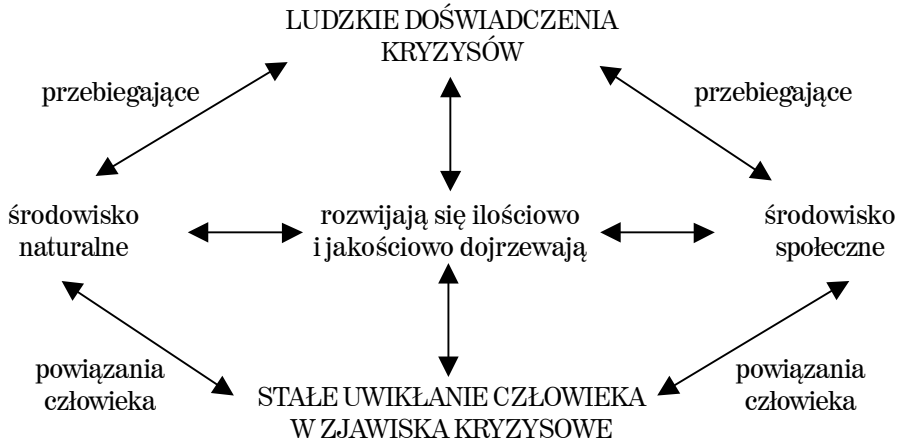 LUDZKIE DOŚWIADCZENIA
KRYZYSÓW
przebiegające
przebiegające
środowisko
naturalne
rozwijają się ilościowo
i jakościowo dojrzewają
środowisko
społeczne
powiązania
człowieka
STAŁE UWIKŁANIE CZŁOWIEKA
W ZJAWISKA KRYZYSOWE
powiązania
człowieka